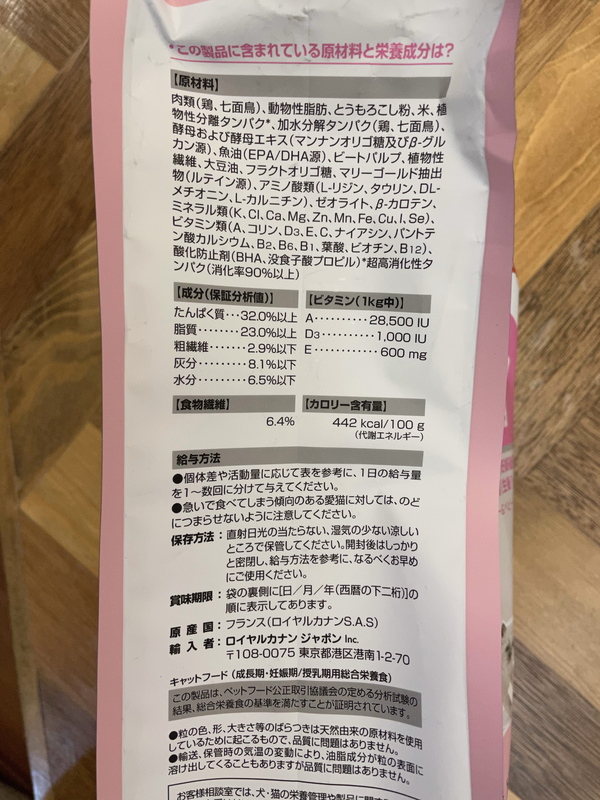 この製品に含まれている原材料と栄養成分は?
【原材料】
肉類(鶏、七面鳥)、動物性脂肪、とうもろこし粉、米、植
物性分離タンパク*、加水分解タンパク(鶏、七面鳥)、
酵母および酵母エキス(マンナンオリゴ糖及びβ-グル
カン源)、魚油(EPA/DHA源)、ビートパルプ、植物性
繊維、大豆油、フラクトオリゴ糖、マリーゴールド抽出
物(ルテイン源)、アミノ酸類(L-リジン、タウリン、DL-
メチオニン、L-カルニチン)、ゼオライト、β-カロテン、
ミネラル類(K、Cl、Ca、Mg、Zn、Mn、Fe、Cu、I、Se)、
ビタミン類(A、コリン、D3、E、C、ナイアシン、パントテ
ン酸カルシウム、B2、B6、B1、葉酸、ビオチン、B12)、
酸化防止剤(BHA、没食子酸プロピル)*超高消化性タ
ンパク(消化率90%以上)
【成分(保証分析値)】
たんぱく質…32.0%以上
脂質………23.0%以上
粗繊維………2.9%以下
灰分…………8.1%以下
水分…………6.5%以下
【ビタミン(1kg中)】
A…………28,500 IU
D3…………1,000 IU
E……………600 mg
【食物繊維】
6.4%
【カロリー含有量】
442 kcal/100 g
(代謝エネルギー)
給与方法
●個体差や活動量に応じて表を参考に、1日の給与量
を1〜数回に分けて与えてください。
●急いで食べてしまう傾向のある愛猫に対しては、のど
につまらせないように注意してください。
保存方法:直射日光の当たらない、湿気の少ない涼しい
ところで保管してください。開封後はしっかり
と密閉し、給与方法を参考に、なるべくお早め
にご使用ください。
賞味期限:袋の裏側に[日/月/年(西暦の下二桁)]の
順に表示してあります。
原産国:フランス(ロイヤルカナンS.A.S)
輸入者:ロイヤルカナン ジャポン Inc.
〒108-0075 東京都港区港南1-2-70
キャットフード (成長期・妊娠期/授乳期用総合栄養食)
この製品は、ペットフード公正取引協議会の定める分析試験の
結果、総合栄養食の基準を満たすことが証明されています。
●粒の色、形、大きさ等のばらつきは天然由来の原材料を使用
しているために起こるもので、品質に問題はありません。
●輸送、保管時の気温の変動により、油脂成分が粒の表面に
溶け出してくることもありますが品質に問題はありません。
お客様相談室では、犬・猫の栄養管理や製品に関する